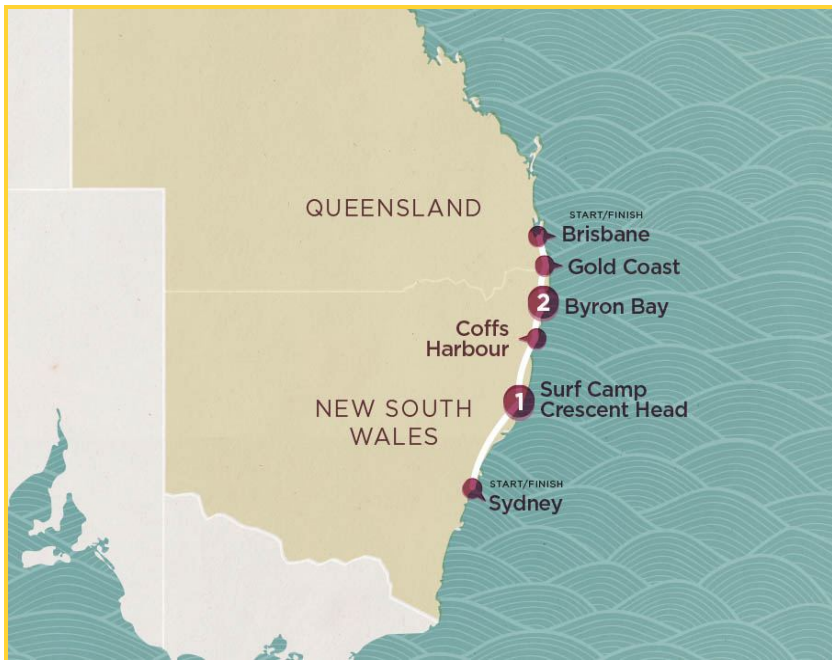 QUEENSLAND
START/FINISH
Brisbane
Gold Coast
2
Byron Bay
Coffs
Harbour
1
Surf Camp
Crescent Head
NEW SOUTH
WALES
START/FINISH
Sydney